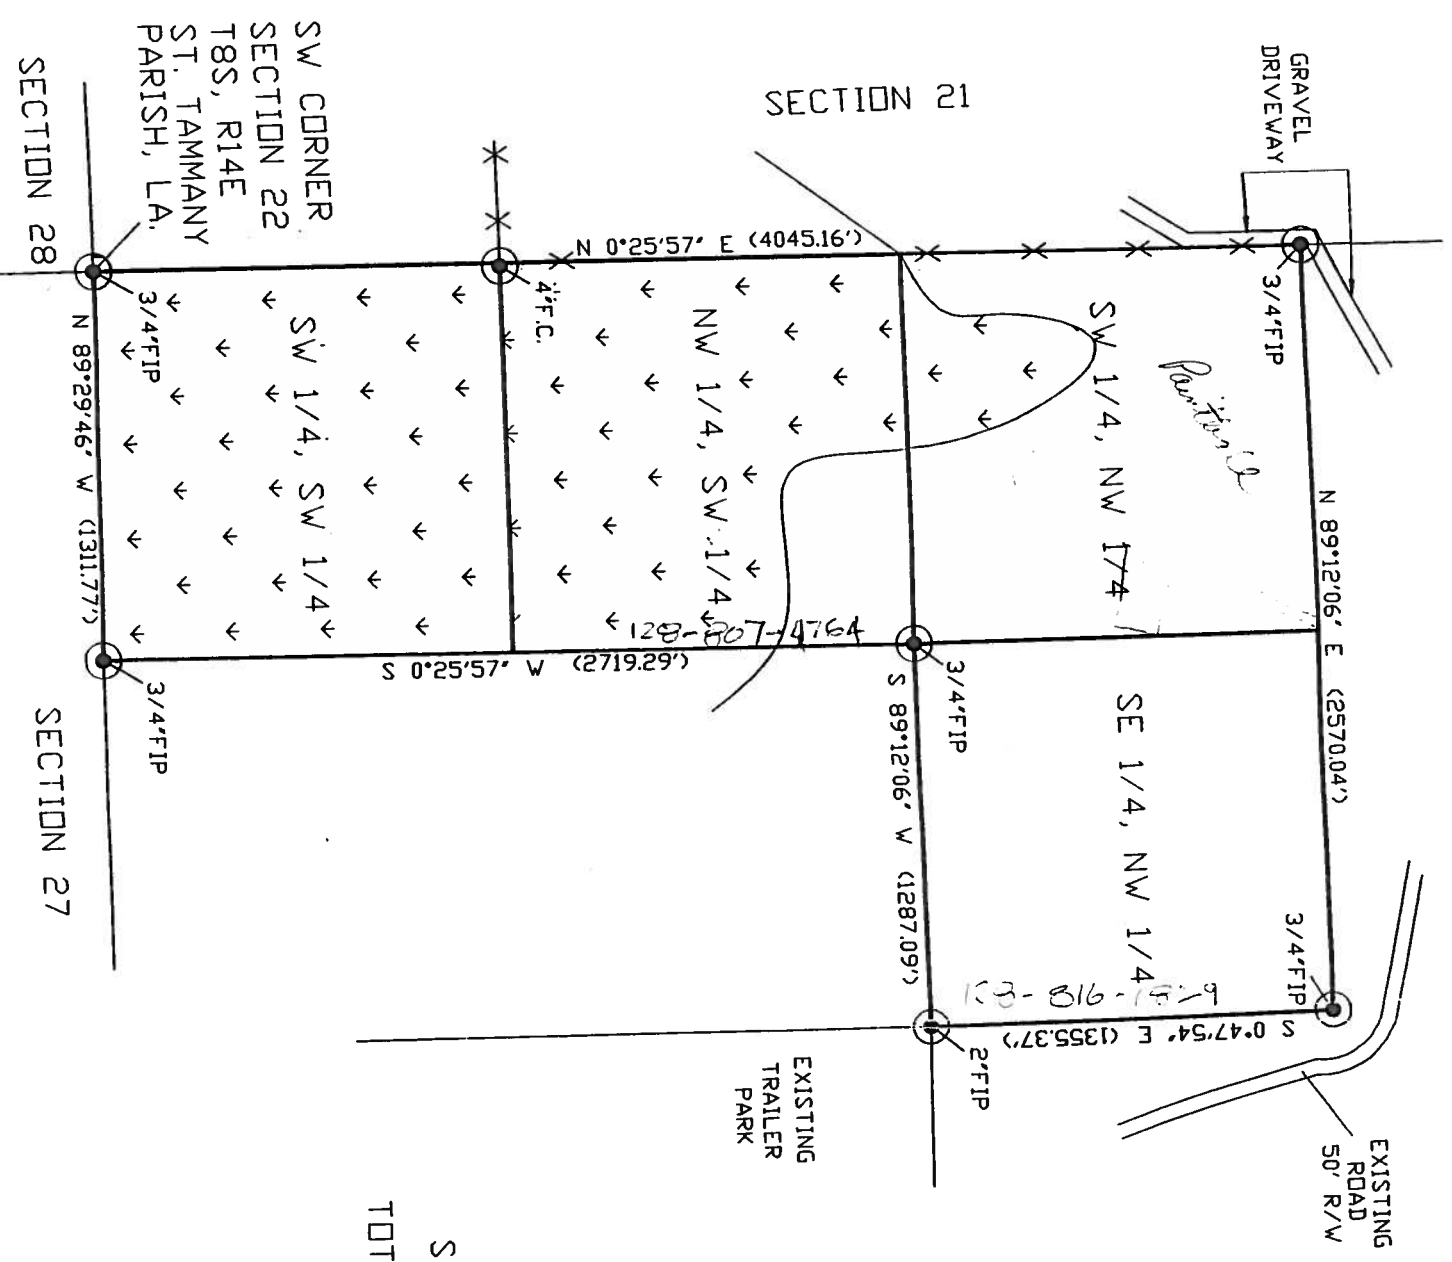 GRAVEL
DRIVEWAY
SECTION 21
SW CORNER
SECTION 22
T8S, R14E
ST. TAMMANY
PARISH, LA.
SECTION 28
N 0°25'57" E (4045.16')
3/4"FIP
4"F.C.
3/4"FIP
SW 1/4, NW 1/4
NW 1/4, SW 1/4
SW 1/4, SW 1/4
N 89°12'06" E (2570.04')
N 89°29'46" W (1311.77')
128-807-4764
S 0°25'57" W (2719.29')
3/4"FIP
3/4"FIP
SECTION 27
SE 1/4, NW 1/4
S 89°12'06" W (1287.09')
3/4"FIP
816-
S 0°47'54" E (1355.37')
2"FIP
EXISTING
TRAILER
PARK
EXISTING
ROAD
50' R/W
S
TOT